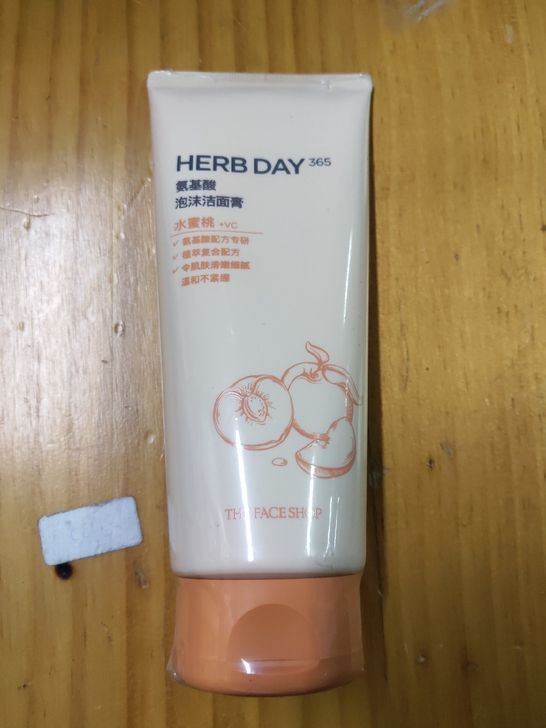 HERB DAY 365
氨基酸
泡沫洁面膏
水蜜桃 +VC
✓ 氨基酸配方专研
✓ 植萃复合配方
✓ 令肌肤滑嫩细腻
温和不紧绷
THE FACE SHOP